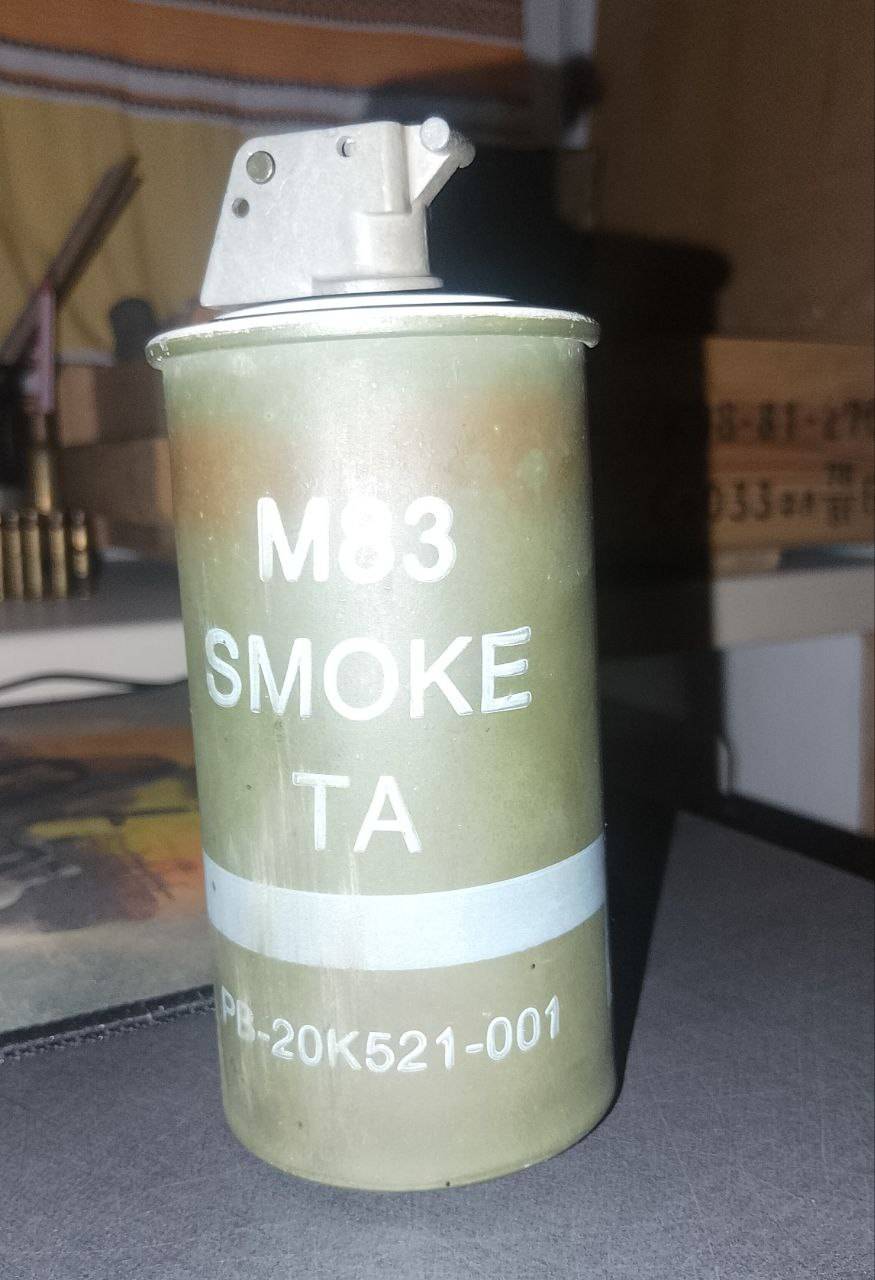 M83
SMOKE
TA
PB-20K521-001